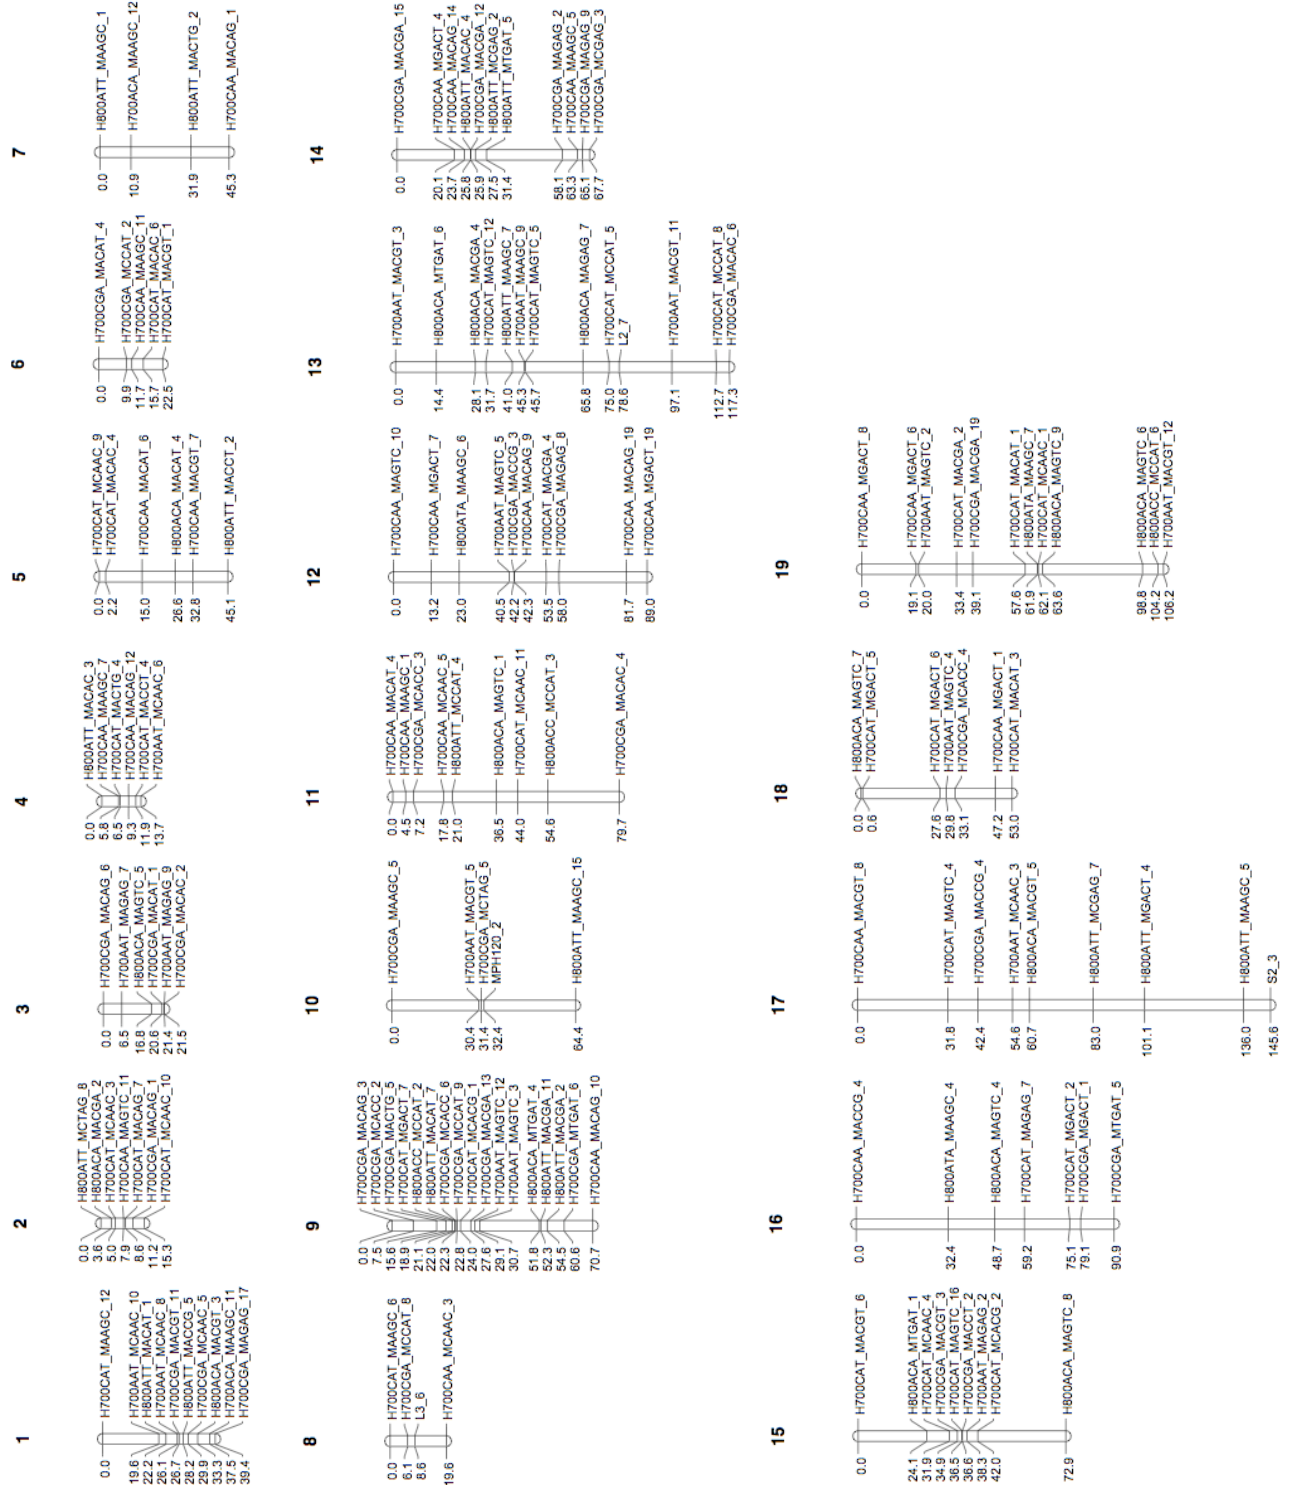 1
0.0 H700CAT_MAAGC_12
19.6 H700AAT_MCAAC_10
22.2 H800ATT_MACAT_1
26.1 H700AAT_MCAAC_8
26.7 H700CGA_MACGT_11
28.2 H800ATT_MACCG_5
29.9 H700CGA_MCAAC_5
33.3 H800ACA_MACGT_3
37.5 H700ACA_MAAGC_11
39.4 H700CGA_MAGAG_17
2
0.0 H800ATT_MCTAG_8
3.6 H800ACA_MACGA_2
5.0 H700CAT_MCAAC_3
7.9 H700CAA_MAGTC_11
8.6 H700CAT_MACAG_7
11.2 H700CGA_MACAG_1
15.3 H700CAT_MCAAC_10
3
0.0 H700CGA_MACAG_6
6.5 H700AAT_MAGAG_7
16.8 H800ACA_MAGTC_5
20.6 H700CGA_MACAT_1
21.4 H700AAT_MAGAG_9
21.5 H700CGA_MACAC_2
4
0.0 H800ATT_MACAC_3
5.8 H700CAA_MAAGC_7
6.5 H700CAT_MACTG_4
9.3 H700CAA_MACAG_12
11.9 H700CAT_MACCT_4
13.7 H700AAT_MCAAC_6
5
0.0 H700CAT_MCAAC_9
2.2 H700CAT_MACAC_4
15.0 H700CAA_MACAT_6
26.6 H800ACA_MACAT_4
32.8 H700CAA_MACGT_7
45.1 H800ATT_MACCT_2
6
0.0 H700CGA_MACAT_4
9.9 H700CGA_MCCAT_2
11.7 H700CAA_MAAGC_11
15.7 H700CAT_MACAC_6
22.5 H700CAT_MACGT_1
7
0.0 H800ATT_MAAGC_1
10.9 H700ACA_MAAGC_12
31.9 H800ATT_MACTG_2
45.3 H700CAA_MACAG_1
8
0.0 H700CAT_MAAGC_6
6.1 H700CGA_MCCAT_8
8.6 L3_6
19.6 H700CAA_MCAAC_3
9
0.0 H700CGA_MACAG_3
7.5 H700CGA_MCACC_2
15.6 H700CGA_MACTG_5
18.9 H700CAT_MGACT_7
21.1 H800ACC_MCCAT_2
22.0 H800ATT_MACAT_7
22.3 H700CGA_MCACC_6
22.8 H700CGA_MCCAT_9
24.0 H700CAT_MCACG_1
27.6 H700CGA_MACGA_13
29.1 H700AAT_MAGTC_12
30.7 H700AAT_MAGTC_3
51.8 H800ACA_MTGAT_4
52.3 H800ATT_MACGA_11
54.5 H800ATT_MACGA_2
60.6 H700CGA_MTGAT_6
70.7 H700CAA_MACAG_10
10
0.0 H700CGA_MAAGC_5
30.4 H700AAT_MACGT_5
31.4 H700CGA_MCTAG_5
32.4 MPH120_2
64.4 H800ATT_MAAGC_15
11
0.0 H700CAA_MACAT_4
4.5 H700CAA_MAAGC_1
7.2 H700CGA_MCACC_3
17.8 H700CAA_MCAAC_5
21.0 H800ATT_MCCAT_4
36.5 H800ACA_MAGTC_1
44.0 H700CAT_MCAAC_11
54.6 H800ACC_MCCAT_3
79.7 H700CGA_MACAC_4
12
0.0 H700CAA_MAGTC_10
13.2 H700CAA_MGACT_7
23.0 H800ATA_MAAGC_6
40.5 H700AAT_MAGTC_5
42.2 H700CGA_MACCG_3
42.3 H700CAA_MACAG_9
53.5 H700CAT_MACGA_4
58.0 H700CGA_MAGAG_8
81.7 H700CAA_MACAG_19
89.0 H700CAA_MGACT_19
13
0.0 H700AAT_MACGT_3
14.4 H800ACA_MTGAT_6
28.1 H800ACA_MACGA_4
31.7 H700CAT_MAGTC_12
41.0 H800ATT_MAAGC_7
45.3 H700AAT_MAAGC_9
45.7 H700CAT_MAGTC_5
65.8 H800ACA_MAGAG_7
75.0 H700CAT_MCCAT_5
78.6 L2_7
97.1 H700AAT_MACGT_11
112.7 H700CAT_MCCAT_8
117.3 H700CGA_MACAC_6
14
0.0 H700CGA_MACGA_15
20.1 H700CAA_MGACT_4
23.7 H700CAA_MACAG_14
25.8 H800ATT_MACAC_4
25.9 H700CGA_MACGA_12
27.5 H800ATT_MCGAG_2
31.4 H800ATT_MTGAT_5
58.1 H700CGA_MAGAG_2
63.3 H700CAA_MAAGC_5
65.1 H700CGA_MAGAG_9
67.7 H700CGA_MCGAG_3
15
0.0 H700CAT_MACGT_6
24.1 H800ACA_MTGAT_1
31.9 H700CAT_MCAAC_4
34.9 H700CGA_MACGT_3
36.5 H700CAT_MAGTC_16
36.6 H700CGA_MACCT_2
38.3 H700AAT_MAGAG_2
42.0 H700CAT_MCACG_2
72.9 H800ACA_MAGTC_8
16
0.0 H700CAA_MACCG_4
32.4 H800ATA_MAAGC_4
48.7 H800ACA_MAGTC_4
59.2 H700CAT_MAGAG_7
75.1 H700CAT_MGACT_2
79.1 H700CGA_MGACT_1
90.9 H700CGA_MTGAT_5
17
0.0 H700CAA_MACGT_8
31.8 H700CAT_MAGTC_4
42.4 H700CGA_MACCG_4
54.6 H700AAT_MCAAC_3
60.7 H800ACA_MACGT_5
83.0 H800ATT_MCGAG_7
101.1 H800ATT_MGACT_4
136.0 H800ATT_MAAGC_5
145.6 S2_3
18
0.0 H800ACA_MAGTC_7
0.6 H700CAT_MGACT_5
27.6 H700CAT_MGACT_6
29.8 H700AAT_MAGTC_4
33.1 H700CGA_MCACC_4
47.2 H700CAA_MGACT_1
53.0 H700CAT_MACAT_3
19
0.0 H700CAA_MGACT_8
19.1 H700CAA_MGACT_6
20.0 H700AAT_MAGTC_2
33.4 H700CAT_MACGA_2
39.1 H700CGA_MACGA_19
57.6 H700CAT_MACAT_1
61.9 H800ATA_MAAGC_7
62.1 H700CAT_MCAAC_1
63.6 H800ACA_MAGTC_9
98.8 H800ACA_MAGTC_6
104.2 H800ACC_MCCAT_6
106.2 H700AAT_MACGT_12